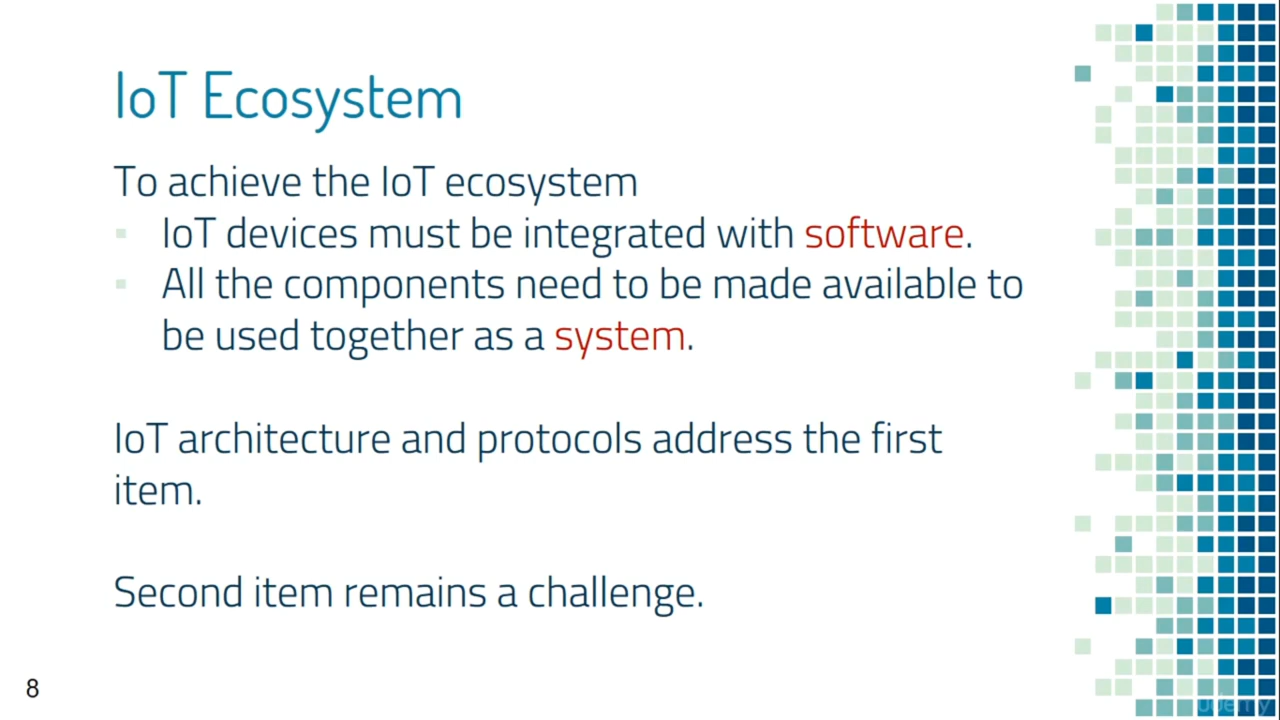 IoT Ecosystem
To achieve the IoT ecosystem
IoT devices must be integrated with software.
All the components need to be made available to
be used together as a system.
IoT architecture and protocols address the first
item.
Second item remains a challenge.
8
udemy